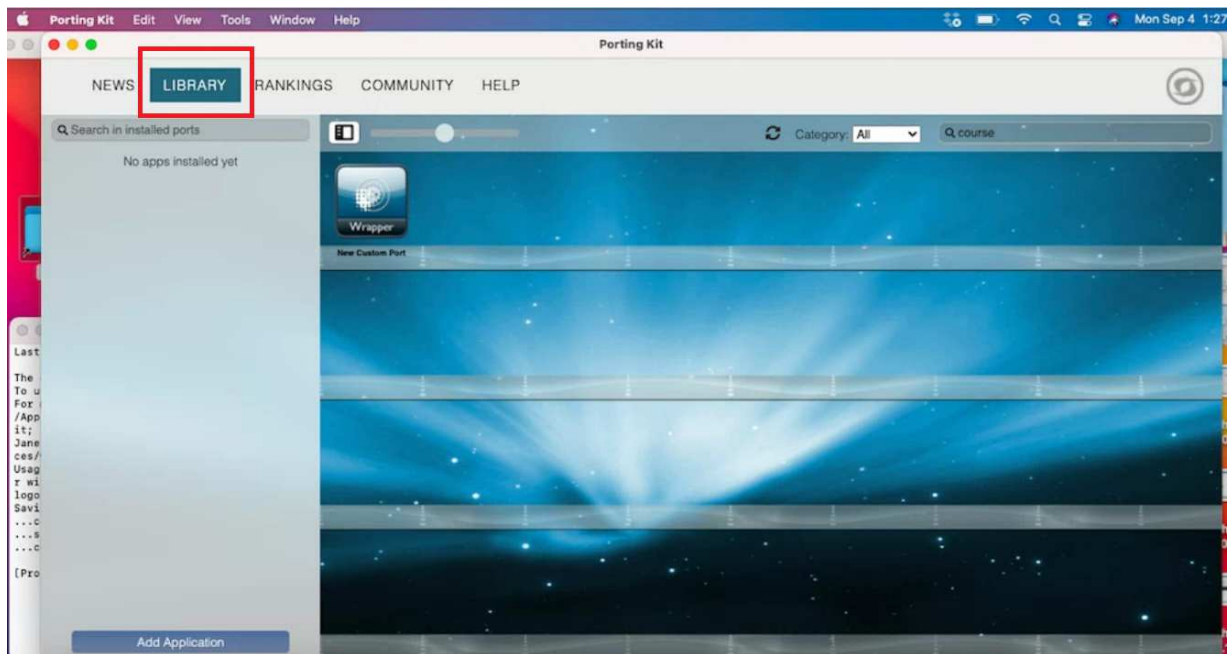 Porting Kit Edit View Tools Window Help Mon Sep 4 1:27
Porting Kit
NEWS LIBRARY RANKINGS COMMUNITY HELP
Search in installed ports Category: All course
No apps installed yet
Wrapper
New Custom Port
Last
The
To u
For
/App
it;
Jane
ces/
Usag
r wi
logo
Savi
...c
...s
...c
[Pro
Add Application